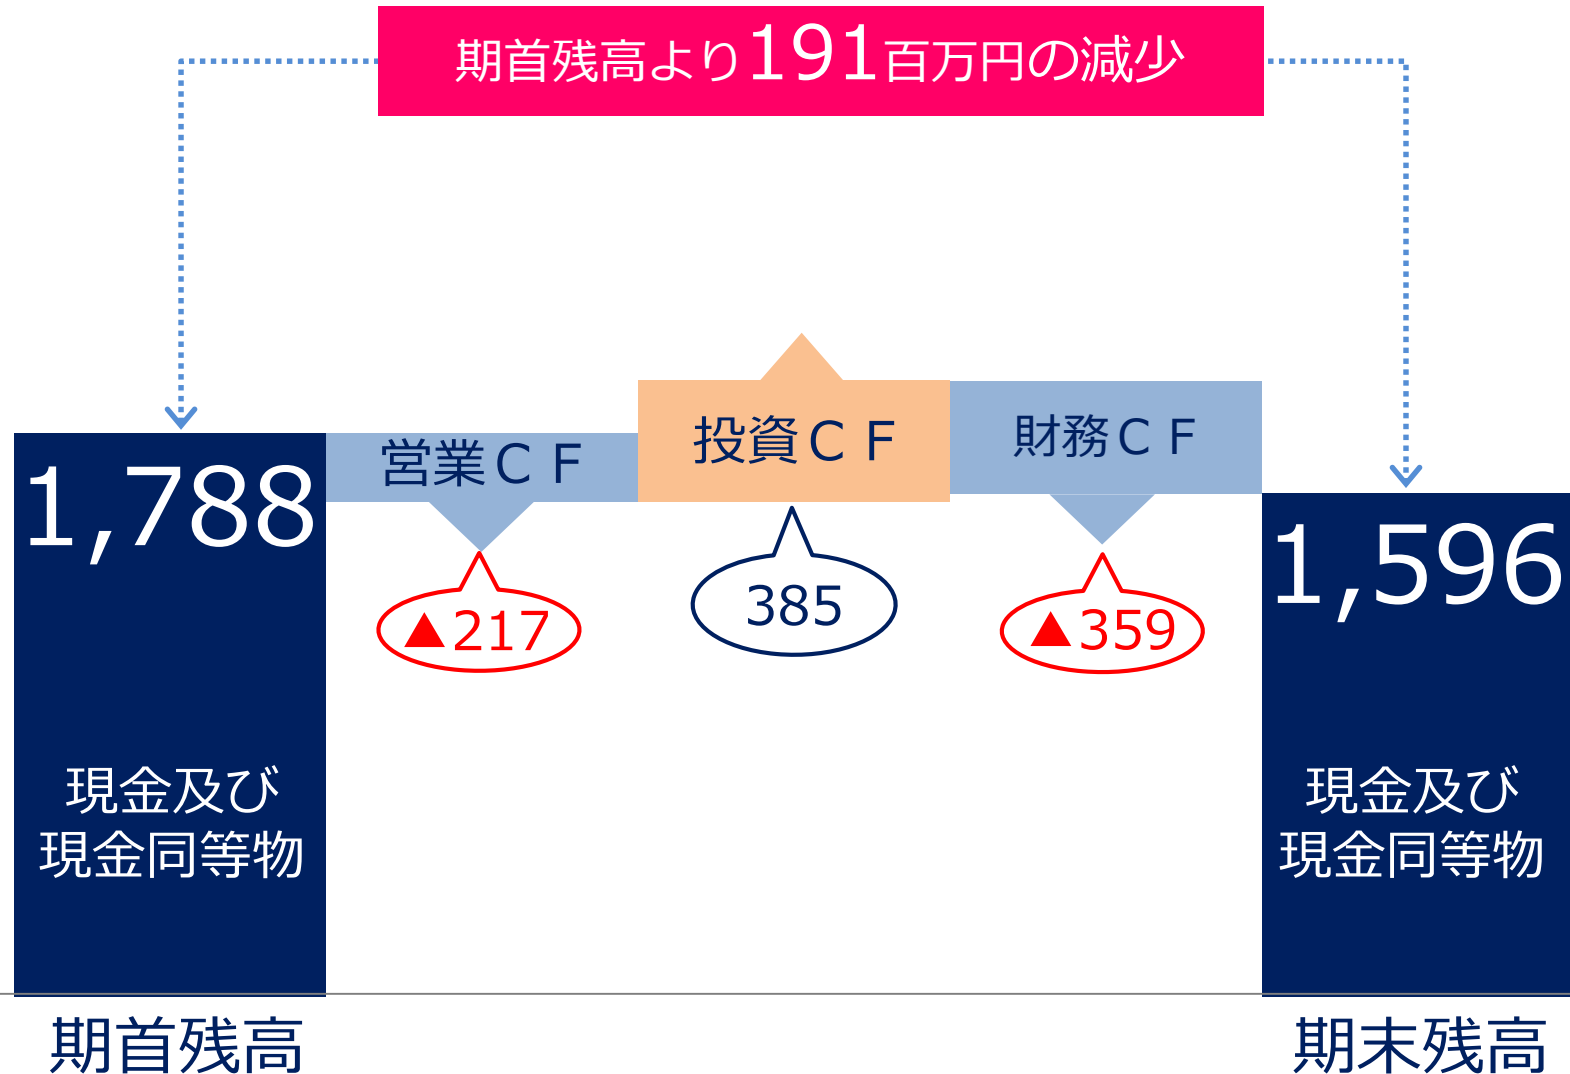 期首残高より191百万円の減少
営業ＣＦ
投資ＣＦ
財務ＣＦ
1,788
▲217
385
▲359
1,596
現金及び
現金同等物
現金及び
現金同等物
期首残高
期末残高